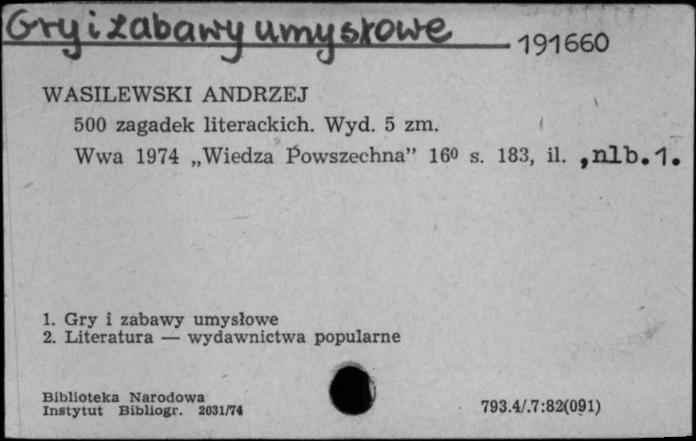 Gry i zabawy umysłowe
191660
WASILEWSKI ANDRZEJ
500 zagadek literackich. Wyd. 5 zm.
Wwa 1974 „Wiedza Powszechna” 16⁰ s. 183, il. ,nlb.1.
1. Gry i zabawy umysłowe
2. Literatura — wydawnictwa popularne
Biblioteka Narodowa
Instytut Bibliogr. 2031/74
793.4/.7:82(091)